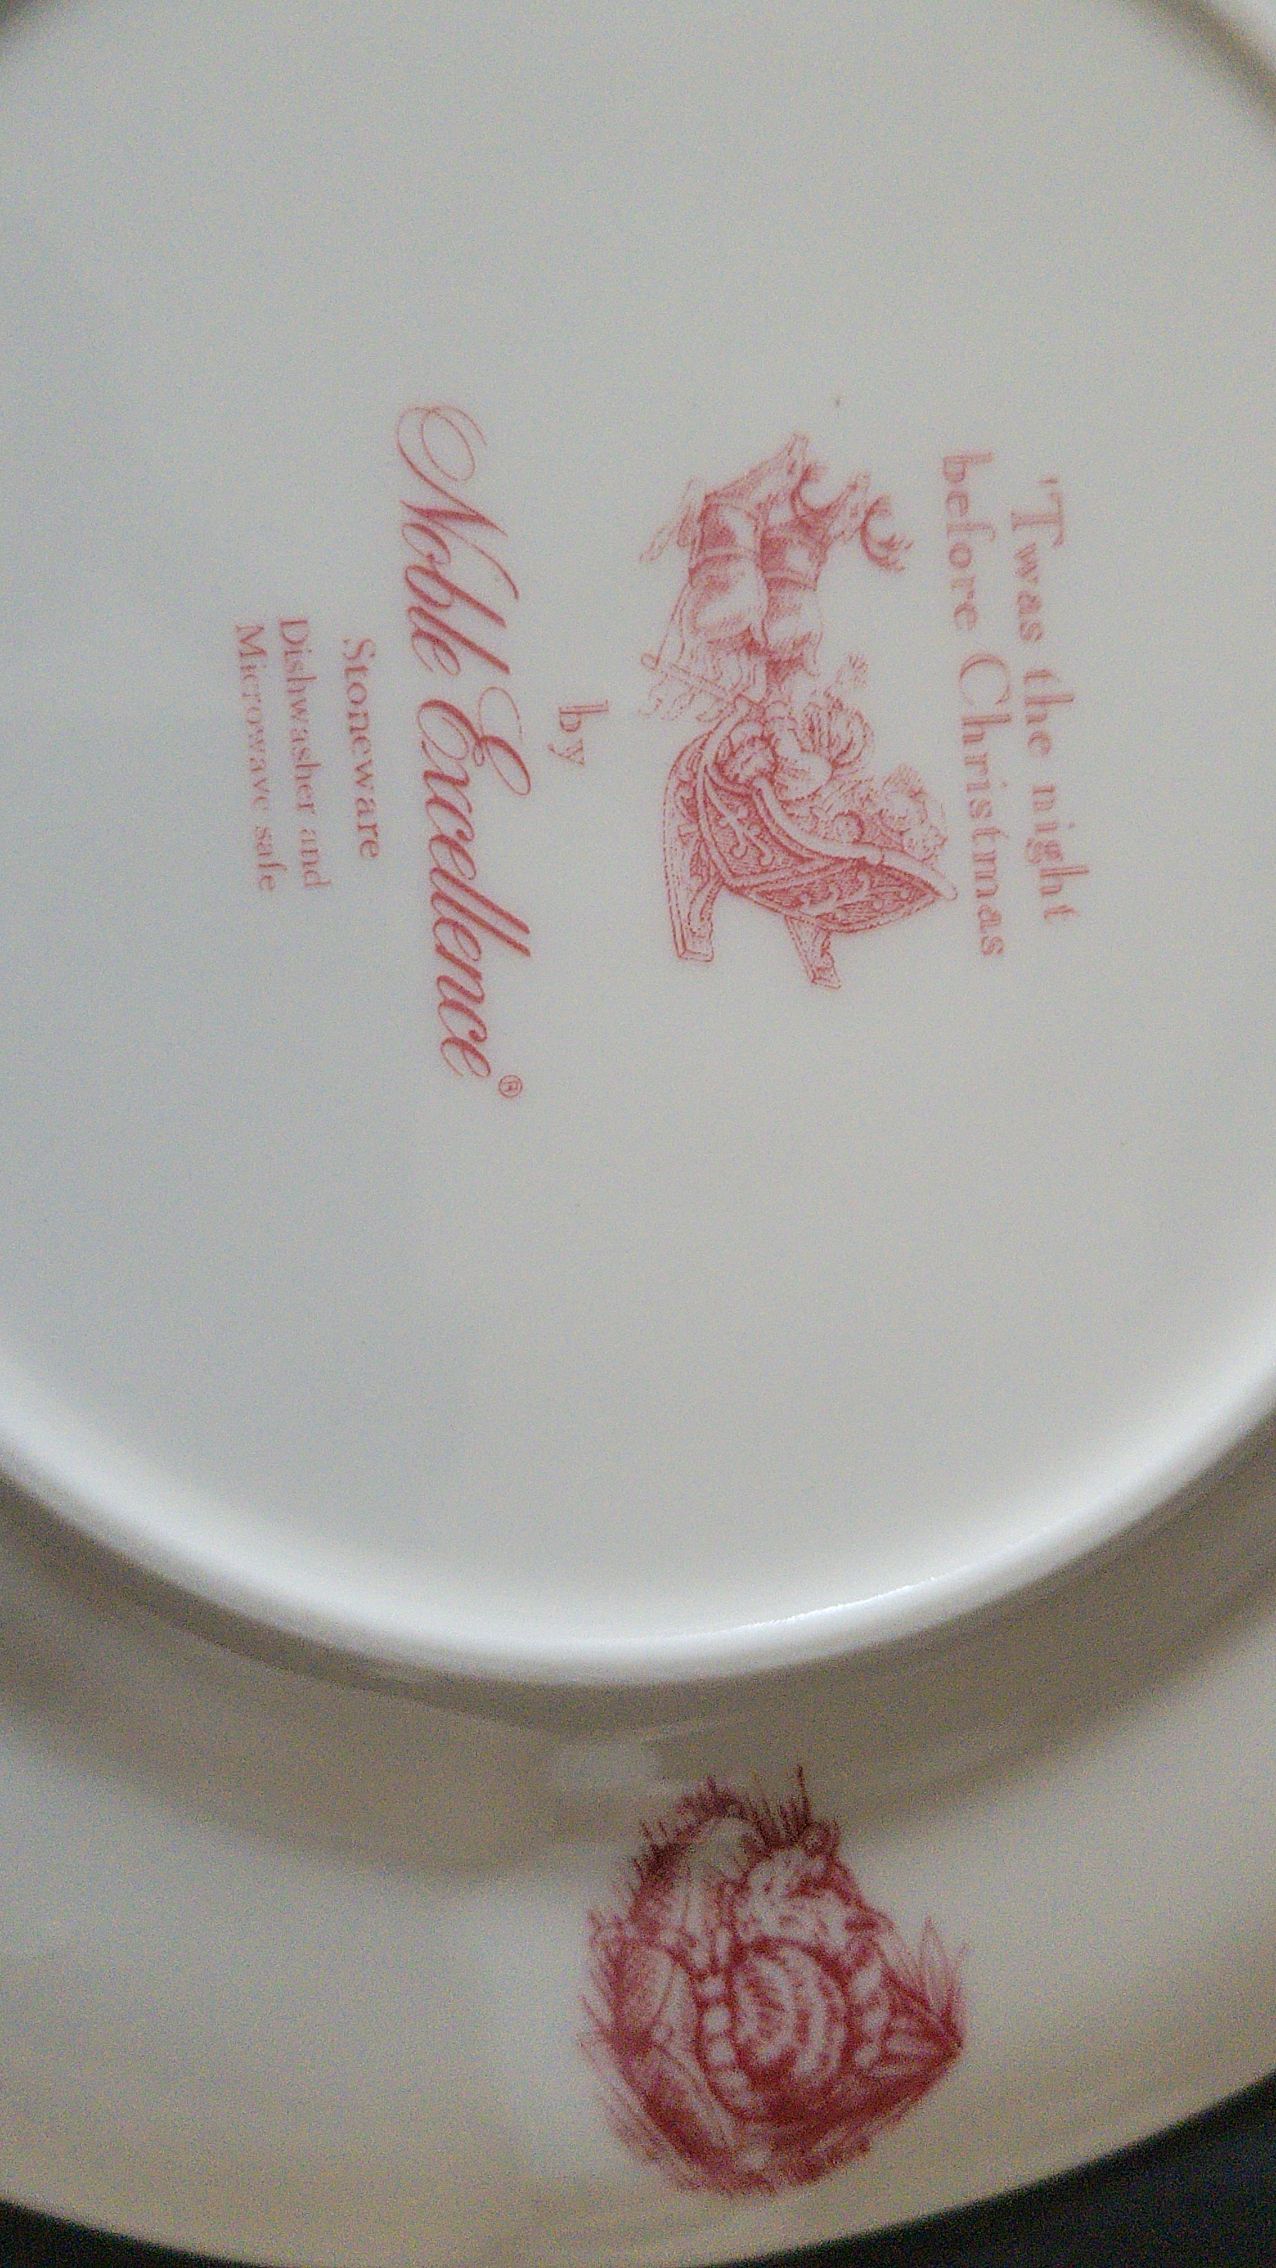 'Twas the night
before Christmas
by
Noble Excellence®
Stoneware
Dishwasher and
Microwave safe